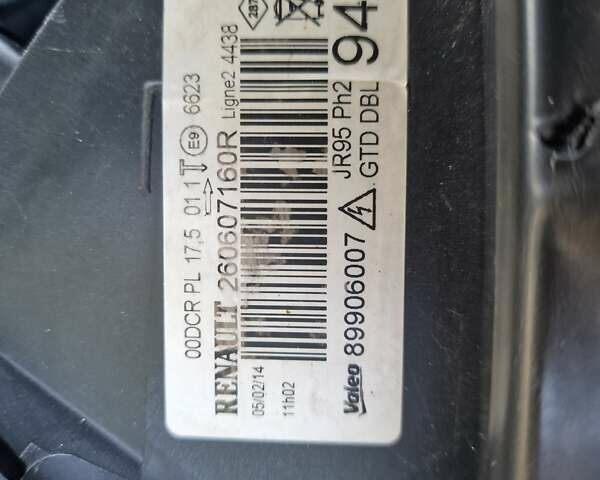 00DCR PL 17,5 01.1 E9 6623
RENAULT 260607160R Ligne2 4438
05/02/14
11h02
Valeo 89906007 JR95 Ph2
GTD DBL 94
287